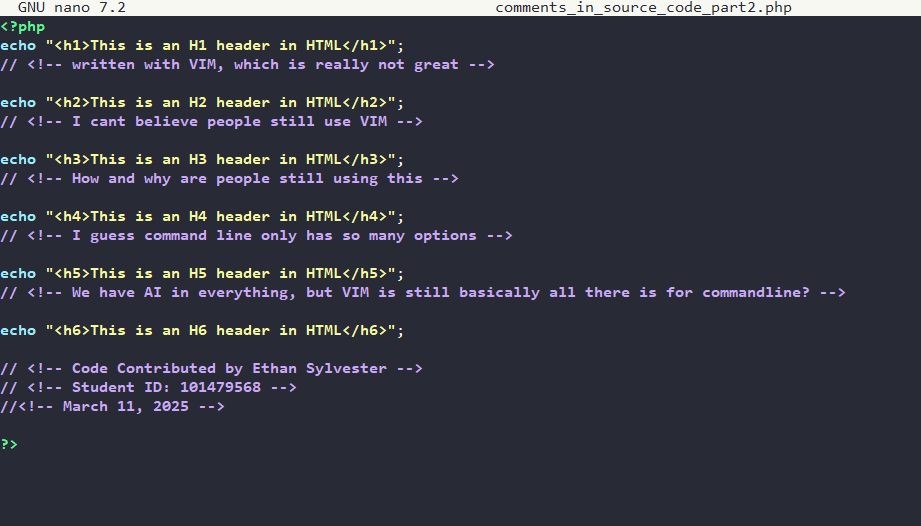 GNU nano 7.2 comments_in_source_code_part2.php
<?php
echo "<h1>This is an H1 header in HTML</h1>";
// <!-- written with VIM, which is really not great -->
echo "<h2>This is an H2 header in HTML</h2>";
// <!-- I cant believe people still use VIM -->
echo "<h3>This is an H3 header in HTML</h3>";
// <!-- How and why are people still using this -->
echo "<h4>This is an H4 header in HTML</h4>";
// <!-- I guess command line only has so many options -->
echo "<h5>This is an H5 header in HTML</h5>";
// <!-- We have AI in everything, but VIM is still basically all there is for commandline? -->
echo "<h6>This is an H6 header in HTML</h6>";
// <!-- Code Contributed by Ethan Sylvester -->
// <!-- Student ID: 101479568 -->
//<!-- March 11, 2025 -->
?>